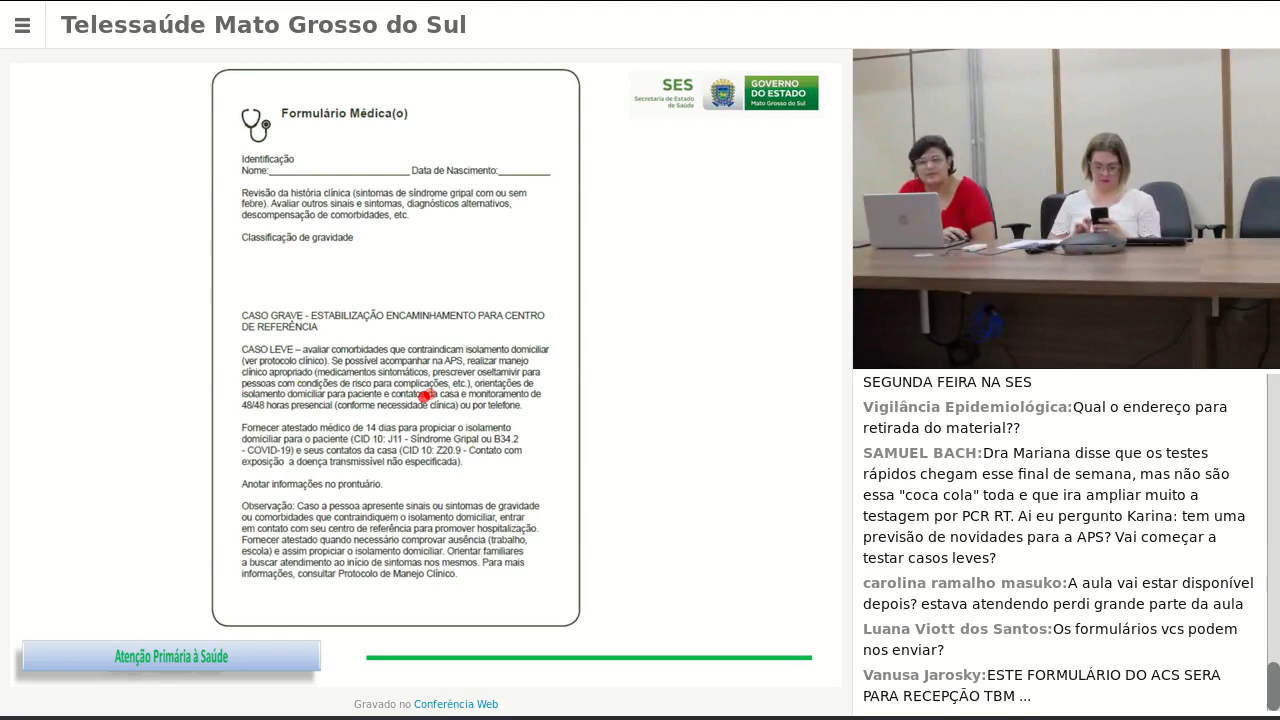 Telessaúde Mato Grosso do Sul
SES
Secretaria de Estado
de Saúde
GOVERNO
DO ESTADO
Mato Grosso do Sul
Formulário Médica(o)
Identificação
Nome:______________________________ Data de Nascimento:__________
Revisão da história clínica (sintomas de síndrome gripal com ou sem
febre). Avaliar outros sinais e sintomas, diagnósticos alternativos,
descompensação de comorbidades, etc.
Classificação de gravidade
CASO GRAVE - ESTABILIZAÇÃO ENCAMINHAMENTO PARA CENTRO
DE REFERÊNCIA
CASO LEVE – avaliar comorbidades que contraindicam isolamento domiciliar
(ver protocolo clínico). Se possível acompanhar na APS, realizar manejo
clínico apropriado (medicamentos sintomáticos, prescrever oseltamivir para
pessoas com condições de risco para complicações, etc.), orientações de
isolamento domiciliar para paciente e contatos da casa e monitoramento de
48/48 horas presencial (conforme necessidade clínica) ou por telefone.
Fornecer atestado médico de 14 dias para propiciar o isolamento
domiciliar para o paciente (CID 10: J11 - Síndrome Gripal ou B34.2
- COVID-19) e seus contatos da casa (CID 10: Z20.9 - Contato com
exposição a doença transmissível não especificada).
Anotar informações no prontuário.
Observação: Caso a pessoa apresente sinais ou sintomas de gravidade
ou comorbidades que contraindiquem o isolamento domiciliar, entrar
em contato com seu centro de referência para promover hospitalização.
Fornecer atestado quando necessário comprovar ausência (trabalho,
escola) e assim propiciar o isolamento domiciliar. Orientar familiares
a buscar atendimento ao início de sintomas nos mesmos. Para mais
informações, consultar Protocolo de Manejo Clínico.
Atenção Primária à Saúde
Gravado no Conferência Web
SEGUNDA FEIRA NA SES
Vigilância Epidemiológica:Qual o endereço para
retirada do material??
SAMUEL BACH:Dra Mariana disse que os testes
rápidos chegam esse final de semana, mas não são
essa "coca cola" toda e que ira ampliar muito a
testagem por PCR RT. Ai eu pergunto Karina: tem uma
previsão de novidades para a APS? Vai começar a
testar casos leves?
carolina ramalho masuko:A aula vai estar disponível
depois? estava atendendo perdi grande parte da aula
Luana Viott dos Santos:Os formulários vcs podem
nos enviar?
Vanusa Jarosky:ESTE FORMULÁRIO DO ACS SERA
PARA RECEPÇÃO TBM ...